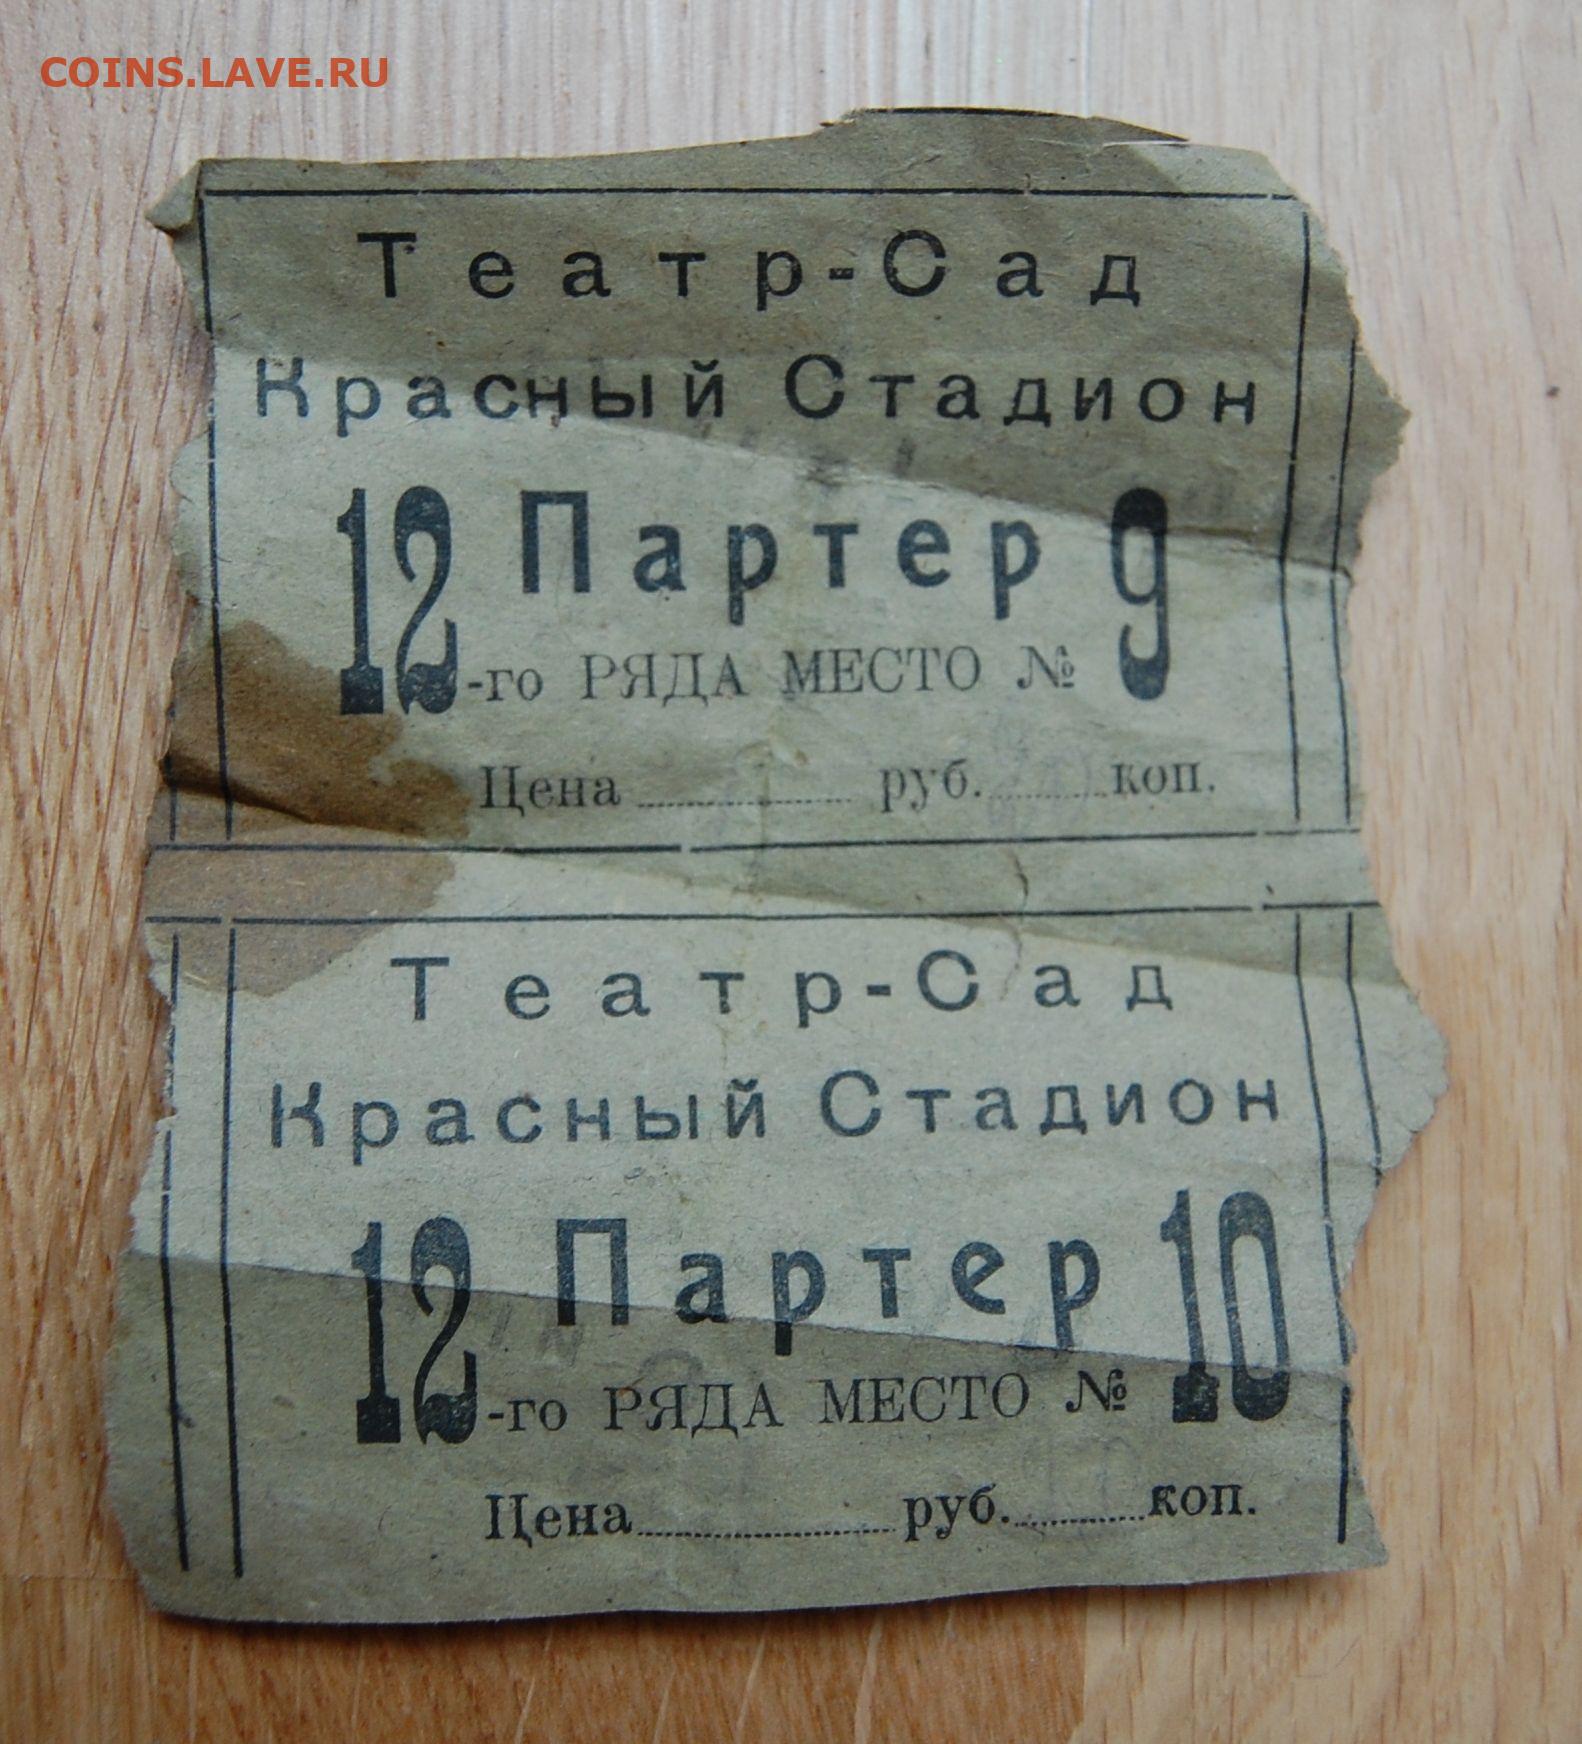 COINS.LAVE.RU
Театр-Сад
Красный Стадион
12 Партер 9
-го РЯДА МЕСТО №
Цена ........ руб. ........ коп.
Театр-Сад
Красный Стадион
12 Партер 10
-го РЯДА МЕСТО №
Цена ........ руб. ........ коп.